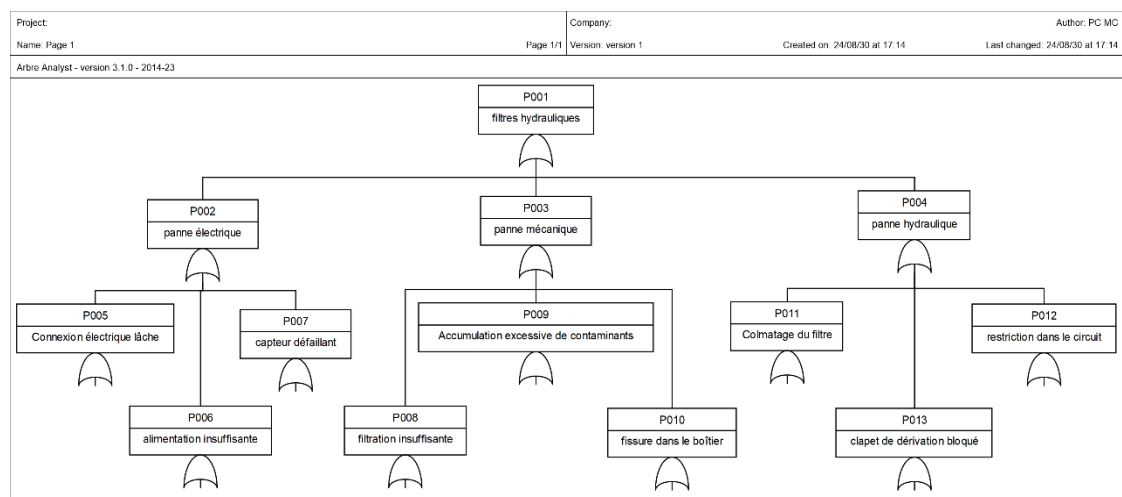 Project:
Company:
Author: PC MC
Name: Page 1
Page 1/1
Version: version 1
Created on: 24/08/30 at 17:14
Last changed: 24/08/30 at 17:14
Arbre Analyst - version 3.1.0 - 2014-23
P001
filtres hydrauliques
P002
panne électrique
P003
panne mécanique
P004
panne hydraulique
P005
Connexion électrique lâche
P007
capteur défaillant
P009
Accumulation excessive de contaminants
P011
Colmatage du filtre
P012
restriction dans le circuit
P006
alimentation insuffisante
P008
filtration insuffisante
P010
fissure dans le boîtier
P013
clapet de dérivation bloqué